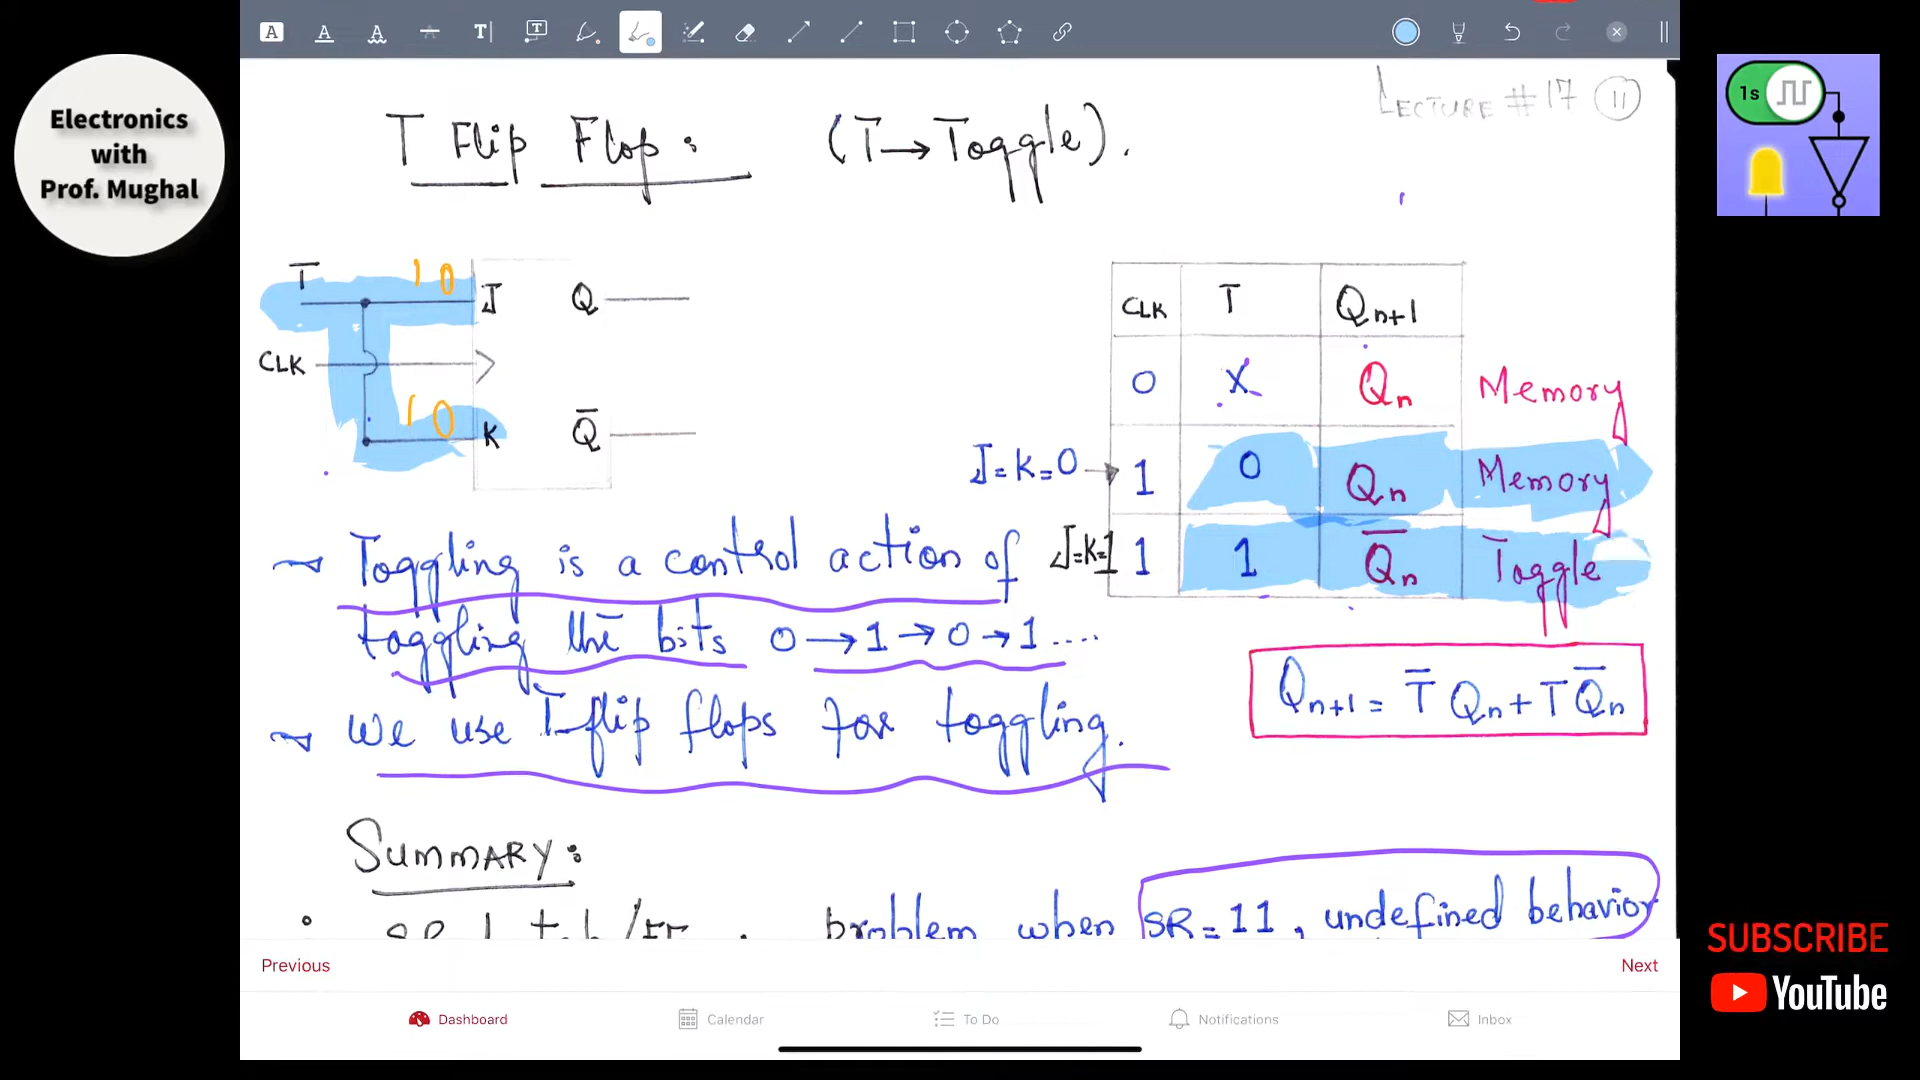 Electronics
with
Prof. Mughal
1s
LECTURE #17 11
T Flip Flop: (T→Toggle).
T 1 0 J Q
CLK
1 0 K Q̅
CLK T Qn+1
0 X Qn Memory
J=K=0 → 1 0 Qn Memory
J=K=1 1 1 Q̅n Toggle
Toggling is a control action of
toggling the bits 0 → 1 → 0 → 1 ....
We use T-flip flops for toggling.
Qn+1 = T̅ Qn + T Q̅n
SUMMARY:
problem when SR=11, undefined behavior
Previous Next
Dashboard Calendar To Do Notifications Inbox
SUBSCRIBE
YouTube